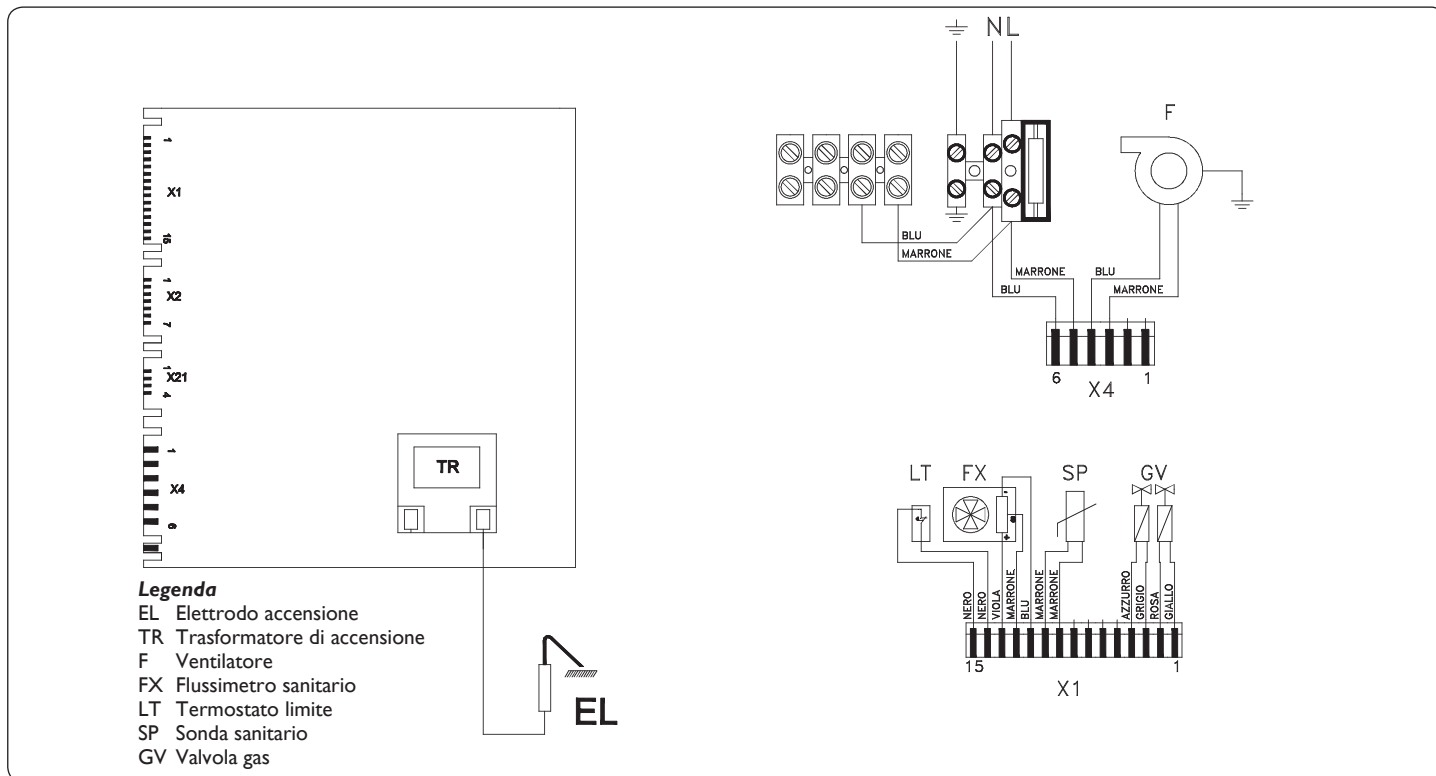 1
X1
15
1
X2
7
1
X21
4
1
X4
6
TR
EL
Legenda
EL Elettrodo accensione
TR Trasformatore di accensione
F Ventilatore
FX Flussimetro sanitario
LT Termostato limite
SP Sonda sanitario
GV Valvola gas
N L
F
BLU
MARRONE
MARRONE
BLU
BLU
MARRONE
6 1
X4
LT FX SP GV
- +
NERO
NERO
VIOLA
MARRONE
BLU
MARRONE
MARRONE
AZZURRO
GRIGIO
ROSA
GIALLO
15 1
X1